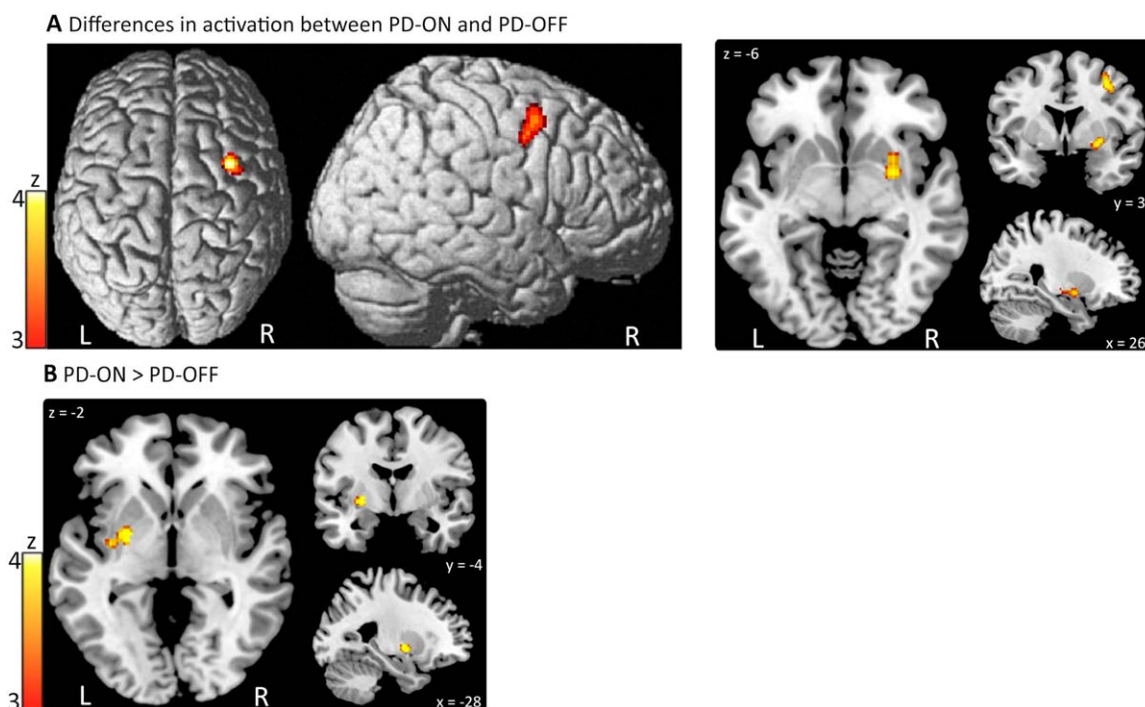 A Differences in activation between PD-ON and PD-OFF
z
4
3
L
R
R
z = -6
L
R
y = 3
x = 26
B PD-ON > PD-OFF
z
4
3
z = -2
L
R
y = -4
x = -28